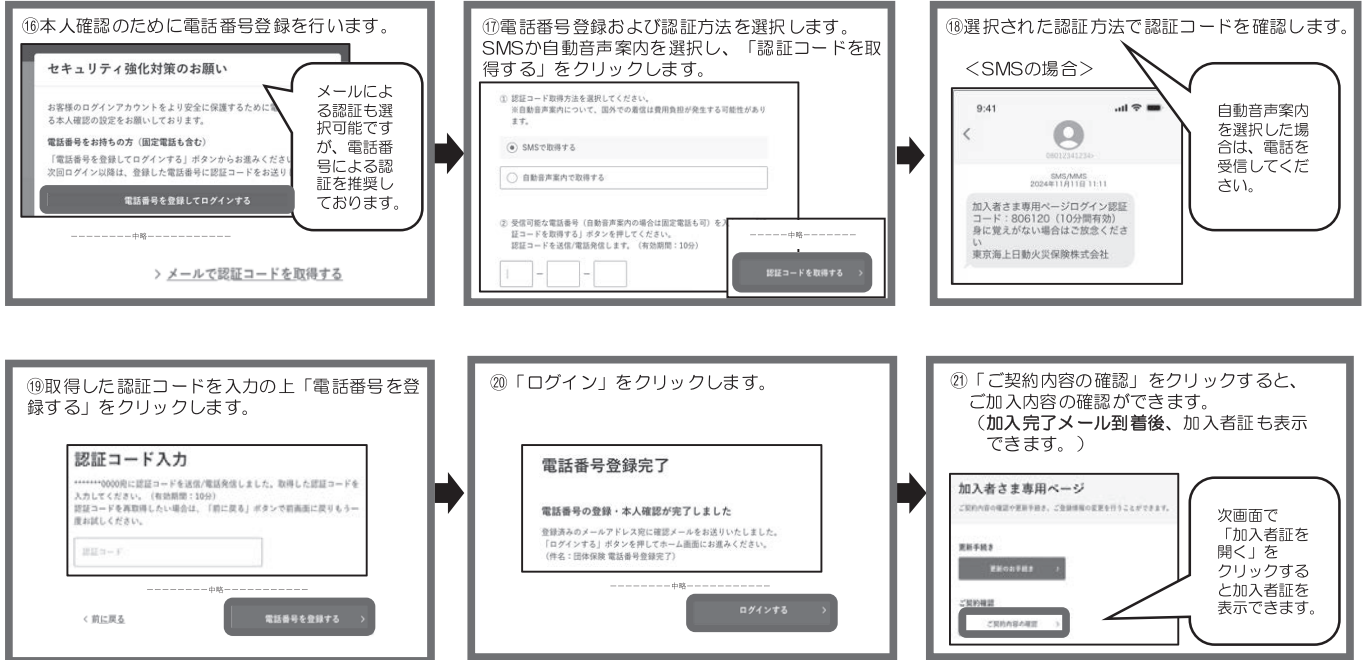 ⑯本人確認のために電話番号登録を行います。
セキュリティ強化対策のお願い
お客様のログインアカウントをより安全に保護するために
る本人確認の設定をお願いしております。
電話番号をお持ちの方（固定電話も含む）
「電話番号を登録してログインする」ボタンからお進みくださ
次回ログイン以降は、登録した電話番号に認証コードをお送り
電話番号を登録してログインする
メールによ
る認証も選
択可能です
が、電話番
号による認
証を推奨し
ております。
--------中略------------
> メールで認証コードを取得する
⑰電話番号登録および認証方法を選択します。
SMSか自動音声案内を選択し、「認証コードを取
得する」をクリックします。
① 認証コード取得方法を選択してください。
※自動音声案内について、国外での着信は費用負担が発生する可能性があり
ます。
SMSで取得する
自動音声案内で取得する
② 受信可能な電話番号（自動音声案内の場合は固定電話も可）を入
証コードを取得する」ボタンを押してください。
認証コードを送信/電話発信します。（有効期間：10分）
- -
-----中略------
認証コードを取得する >
⑱選択された認証方法で認証コードを確認します。
＜SMSの場合＞
9:41
08012341234>
SMS/MMS
2024年11月11日 11:11
加入者さま専用ページログイン認証
コード：806120（10分間有効）
身に覚えがない場合はご放念くださ
い
東京海上日動火災保険株式会社
自動音声案内
を選択した場
合は、電話を
受信してくだ
さい。
⑲取得した認証コードを入力の上「電話番号を登
録する」をクリックします。
認証コード入力
*******0000宛に認証コードを送信/電話発信しました。取得した認証コードを
入力してください。（有効期間：10分）
認証コードを再取得したい場合は、「前に戻る」ボタンで前画面に戻りもう一
度お試しください。
認証コード
--------中略-----------
< 前に戻る
電話番号を登録する >
⑳「ログイン」をクリックします。
電話番号登録完了
電話番号の登録・本人確認が完了しました
登録済みのメールアドレス宛に確認メールをお送りいたしました。
「ログインする」ボタンを押してホーム画面にお進みください。
（件名：団体保険 電話番号登録完了）
--------中略-----------
ログインする >
㉑「ご契約内容の確認」をクリックすると、
ご加入内容の確認ができます。
（加入完了メール到着後、加入者証も表示
できます。）
加入者さま専用ページ
ご契約内容の確認や更新手続き、ご登録情報の変更を行うことができます。
更新手続き
更新のお手続き >
ご契約確認
ご契約内容の確認 >
次画面で
「加入者証を
開く」を
クリックする
と加入者証を
表示できます。